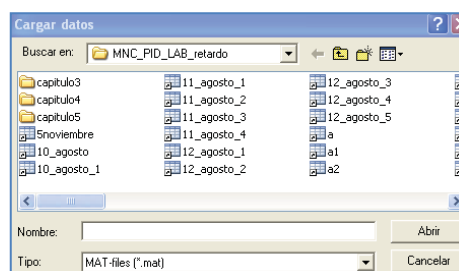 Cargar datos
Buscar en: MNC_PID_LAB_retardo
capitulo3 11_agosto_1 12_agosto_3
capitulo4 11_agosto_2 12_agosto_4
capitulo5 11_agosto_3 12_agosto_5
5noviembre 11_agosto_4 a
10_agosto 12_agosto_1 a1
10_agosto_1 12_agosto_2 a2
Nombre: Abrir
Tipo: MAT-files (*.mat) Cancelar